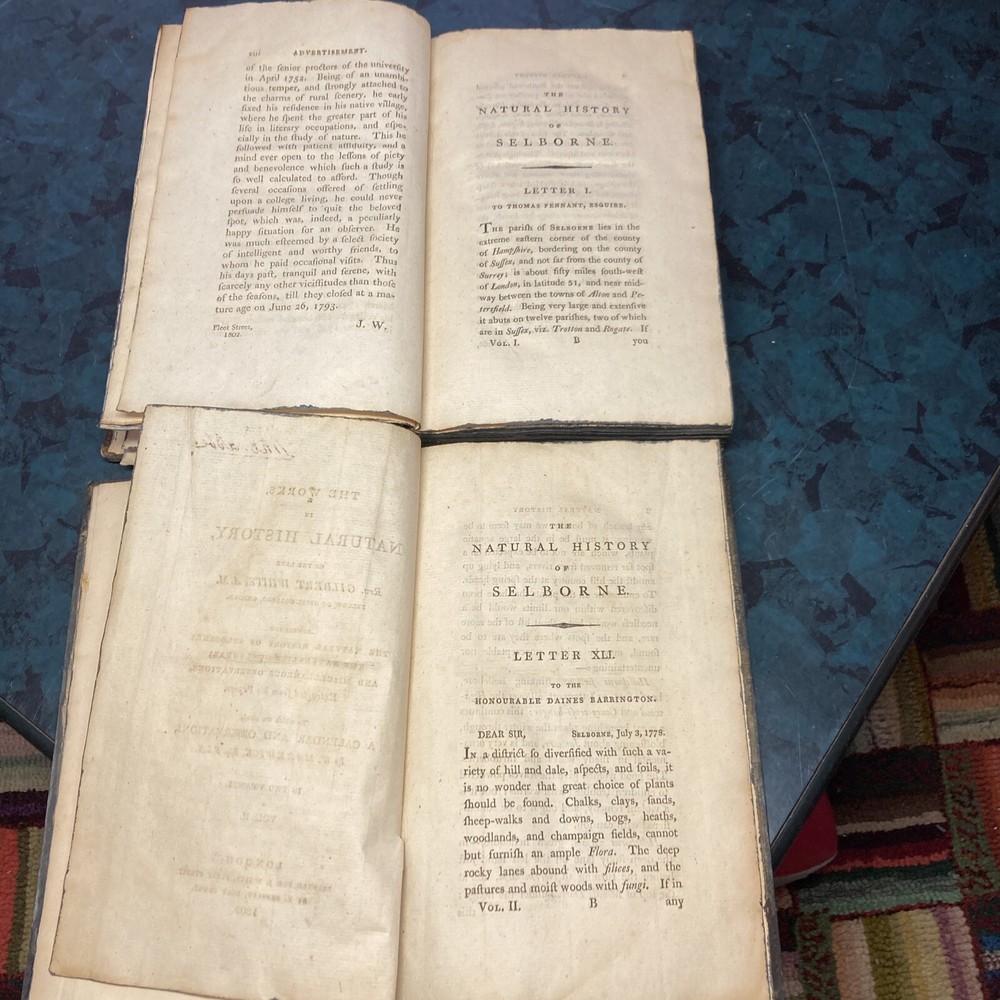 viii ADVERTISEMENT.
of the ſenior proctors of the univerſity
in April 1752. Being of an unambi-
tious temper, and ſtrongly attached to
the charms of rural ſcenery, he early
fixed his reſidence in his native village,
where he ſpent the greater part of his
life in literary occupations, and eſpe-
cially in the ſtudy of nature. This he
followed with patient aſſiduity, and a
mind ever open to the leſſons of piety
and benevolence which ſuch a ſtudy is
ſo well calculated to afford. Though
ſeveral occaſions offered of ſettling
upon a college living, he could never
perſuade himſelf to quit the beloved
ſpot, which was, indeed, a peculiarly
happy ſituation for an obſerver. He
was much eſteemed by a ſelect ſociety
of intelligent and worthy friends, to
whom he paid occaſional viſits. Thus
his days paſt, tranquil and ſerene, with
ſcarcely any other viciſſitudes than thoſe
of the ſeaſons, till they cloſed at a ma-
ture age on June 26, 1793.
J. W.
Fleet Street,
1802.
THE
NATURAL HISTORY
OF
SELBORNE.
LETTER I.
TO THOMAS PENNANT, ESQUIRE.
THE pariſh of SELBORNE lies in the
extreme eaſtern corner of the county
of Hampſhire, bordering on the county
of Suſſex, and not far from the county of
Surrey; is about fifty miles ſouth-weſt
of London, in latitude 51, and near mid-
way between the towns of Alton and Pe-
tersfield. Being very large and extenſive
it abuts on twelve pariſhes, two of which
are in Suſſex, viz. Trotton and Rogate. If
VOL. I. B you
THE
NATURAL HISTORY
OF
SELBORNE.
LETTER XLI.
TO THE
HONOURABLE DAINES BARRINGTON.
DEAR SIR, SELBORNE, July 3, 1778.
IN a diſtrict ſo diverſified with ſuch a va-
riety of hill and dale, aſpects, and ſoils, it
is no wonder that great choice of plants
ſhould be found. Chalks, clays, ſands,
ſheep-walks and downs, bogs, heaths,
woodlands, and champaign fields, cannot
but furniſh an ample Flora. The deep
rocky lanes abound with filices, and the
paſtures and moiſt woods with fungi. If in
VOL. II. B any